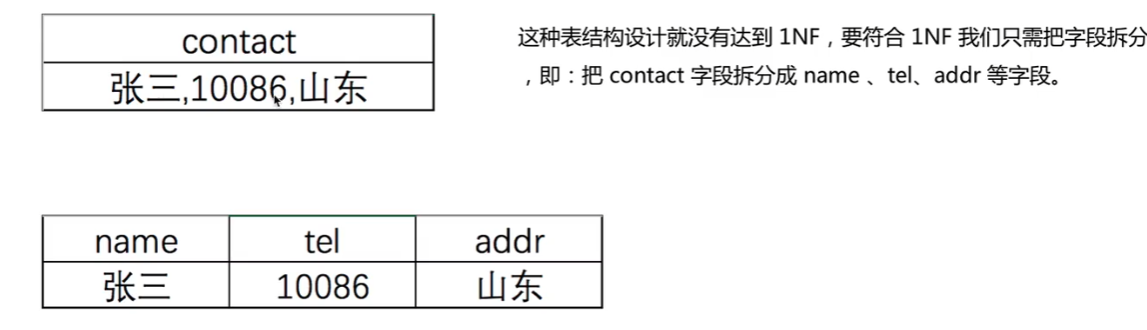 contact
张三,10086,山东
这种表结构设计就没有达到 1NF，要符合 1NF 我们只需把字段拆分
，即：把 contact 字段拆分成 name 、tel、addr 等字段。
name tel addr
张三 10086 山东